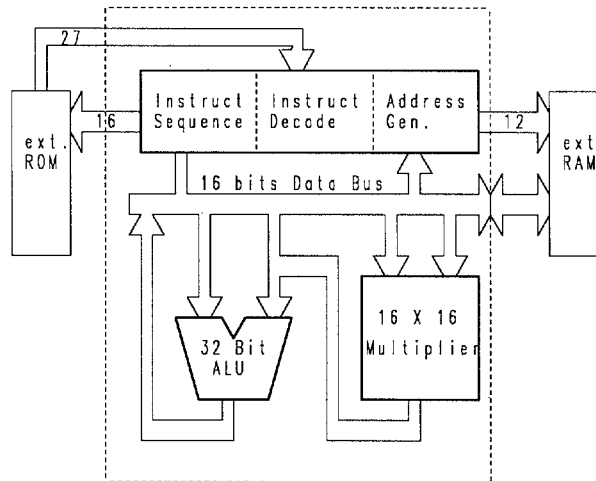 27
Instruct Sequence
Instruct Decode
Address Gen.
16
12
ext. ROM
ext. RAM
16 bits Data Bus
32 Bit
ALU
16 X 16
Multiplier